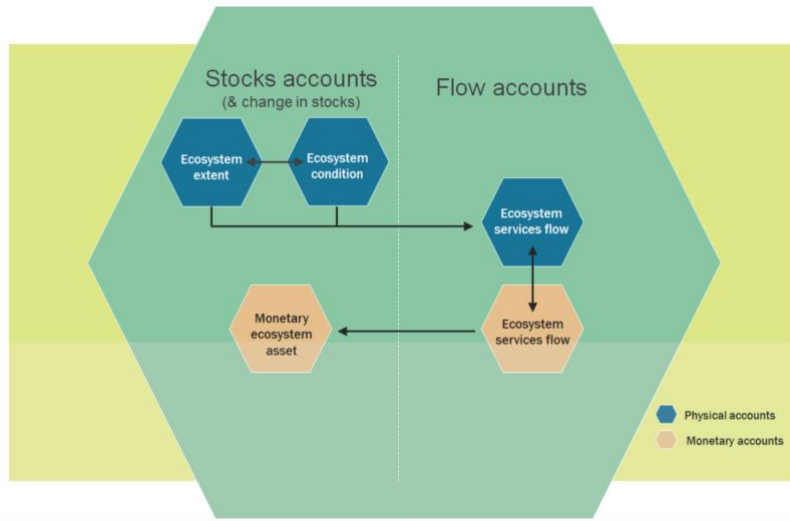 Stocks accounts
(& change in stocks)
Flow accounts
Ecosystem
extent
Ecosystem
condition
Ecosystem
services flow
Monetary
ecosystem
asset
Ecosystem
services flow
Physical accounts
Monetary accounts